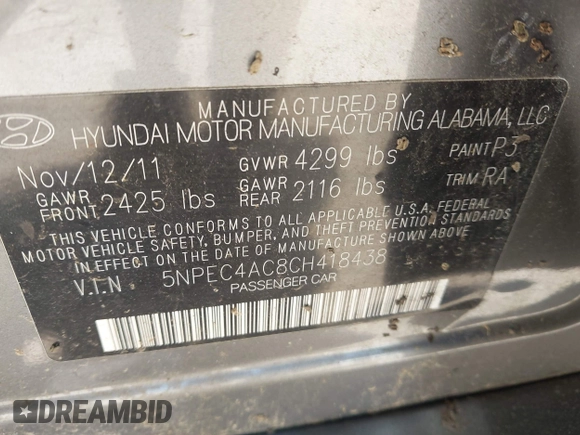 MANUFACTURED BY
HYUNDAI MOTOR MANUFACTURING ALABAMA, LLC
Nov/12/11 GVWR 4299 lbs PAINT P3
GAWR FRONT 2425 lbs GAWR REAR 2116 lbs TRIM RA
THIS VEHICLE CONFORMS TO ALL APPLICABLE U.S.A. FEDERAL
MOTOR VEHICLE SAFETY, BUMPER, AND THEFT PREVENTION STANDARDS
IN EFFECT ON THE DATE OF MANUFACTURE SHOWN ABOVE.
V.I.N 5NPEC4AC8CH418438
PASSENGER CAR
DREAMBID